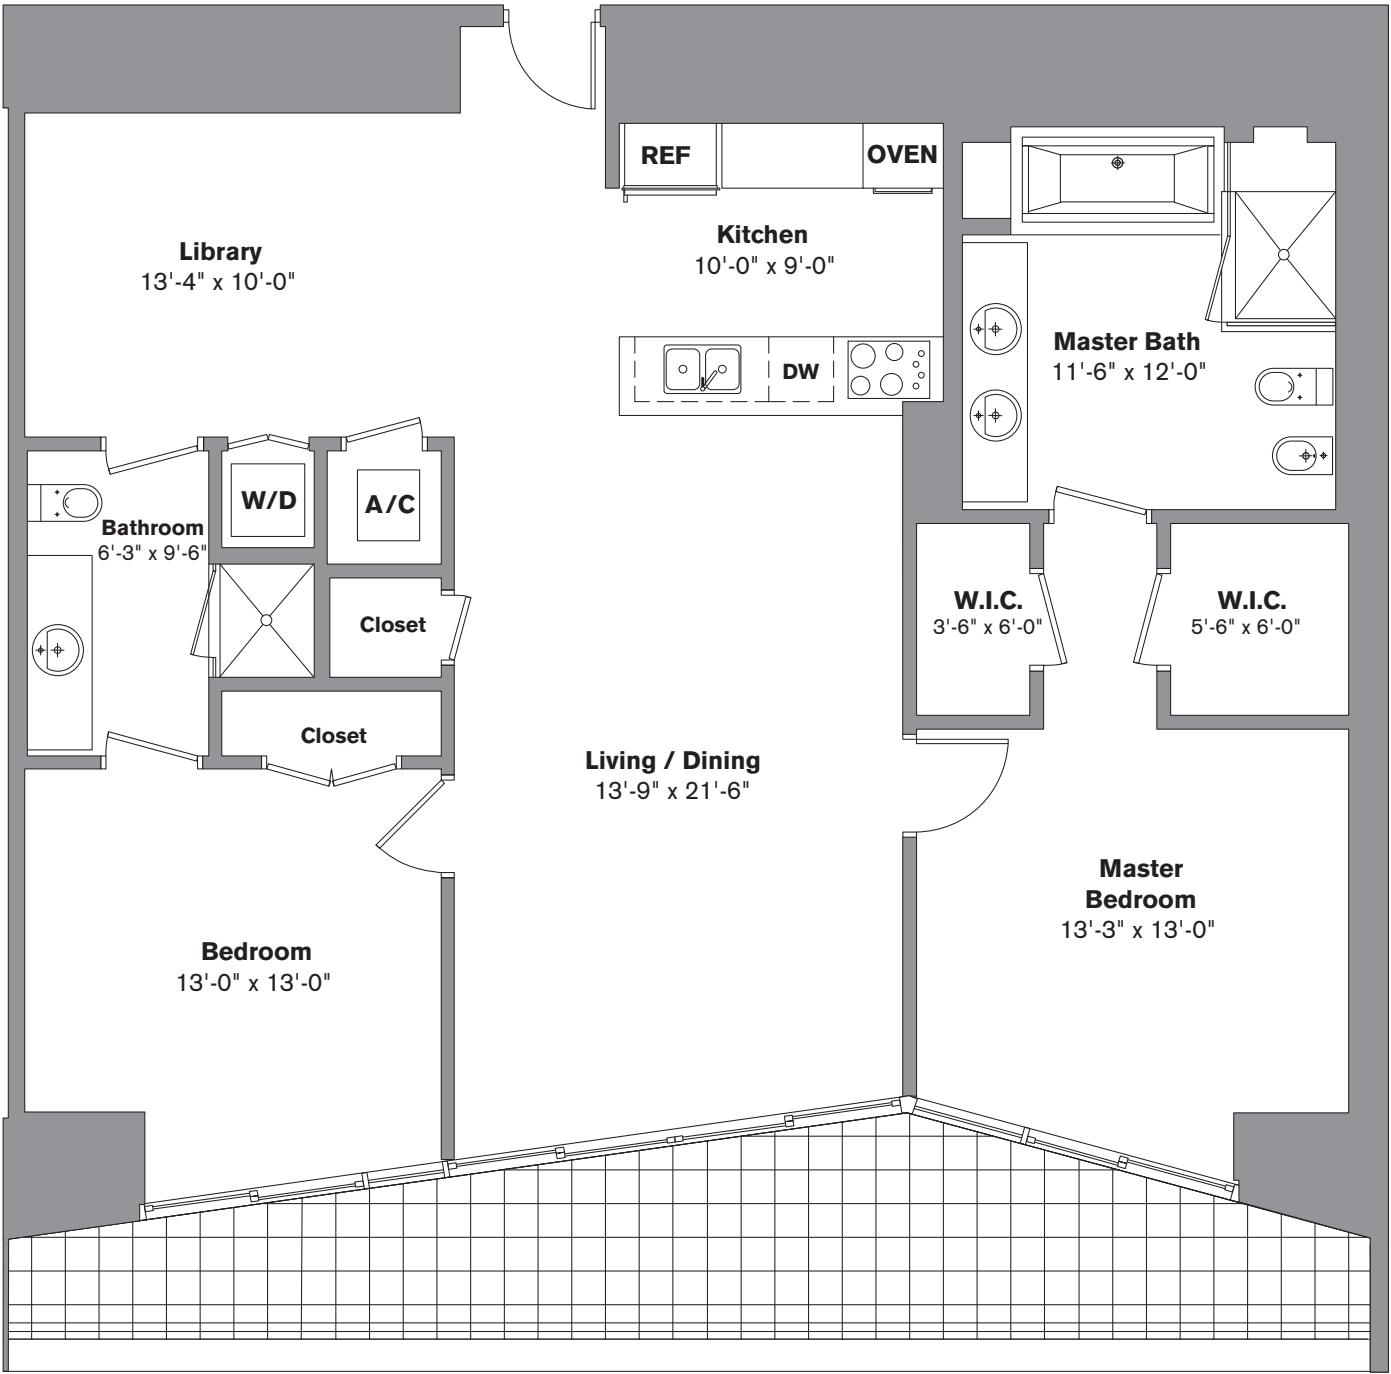 REF
OVEN
Kitchen
10'-0" x 9'-0"
Library
13'-4" x 10'-0"
Master Bath
11'-6" x 12'-0"
DW
W/D
A/C
Bathroom
6'-3" x 9'-6"
Closet
W.I.C.
3'-6" x 6'-0"
W.I.C.
5'-6" x 6'-0"
Closet
Living / Dining
13'-9" x 21'-6"
Master
Bedroom
13'-3" x 13'-0"
Bedroom
13'-0" x 13'-0"